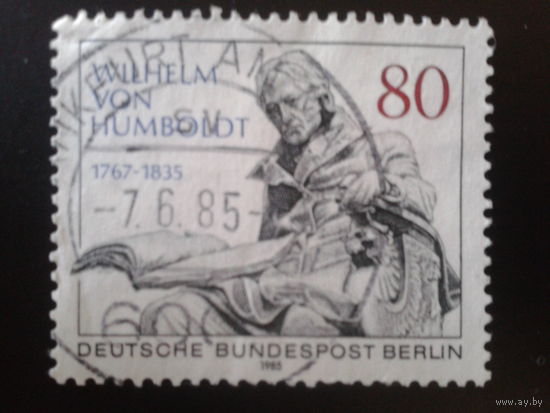 WILHELM
VON
HUMBOLDT
80
1767-1835
-7.6.85-
DEUTSCHE BUNDESPOST BERLIN
1985
www.ay.by